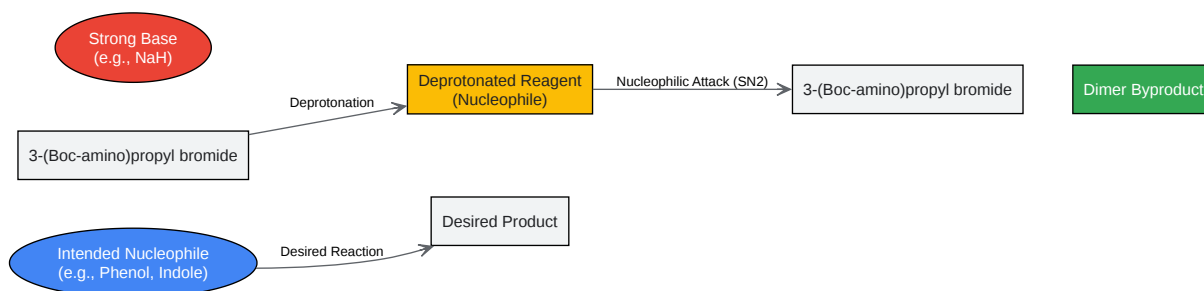 Strong Base
(e.g., NaH)
Deprotonation
3-(Boc-amino)propyl bromide
Deprotonated Reagent
(Nucleophile)
Nucleophilic Attack (SN2)
3-(Boc-amino)propyl bromide
Dimer Byproduct
Intended Nucleophile
(e.g., Phenol, Indole)
Desired Reaction
Desired Product